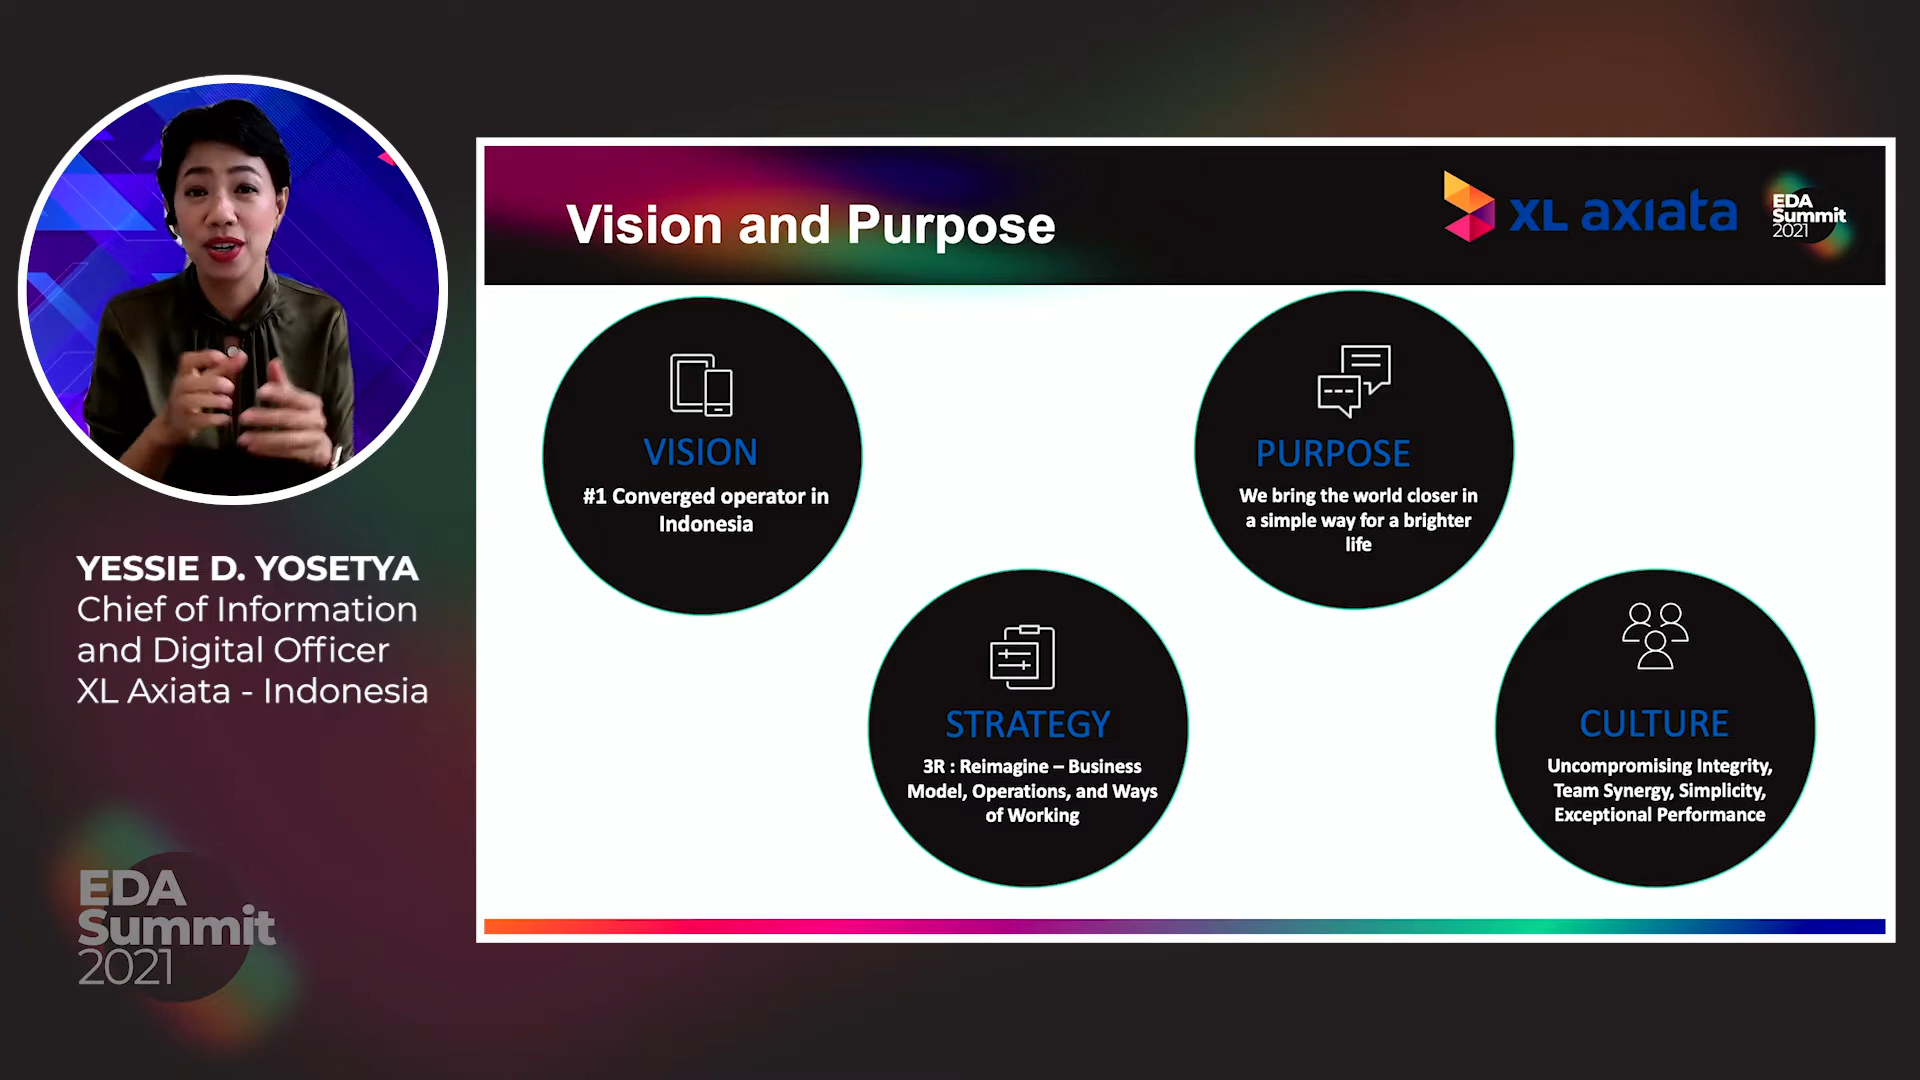 YESSIE D. YOSETYA
Chief of Information
and Digital Officer
XL Axiata - Indonesia
EDA
Summit
2021
Vision and Purpose
XL axiata
EDA
Summit
2021
VISION
#1 Converged operator in
Indonesia
PURPOSE
We bring the world closer in
a simple way for a brighter
life
STRATEGY
3R : Reimagine – Business
Model, Operations, and Ways
of Working
CULTURE
Uncompromising Integrity,
Team Synergy, Simplicity,
Exceptional Performance